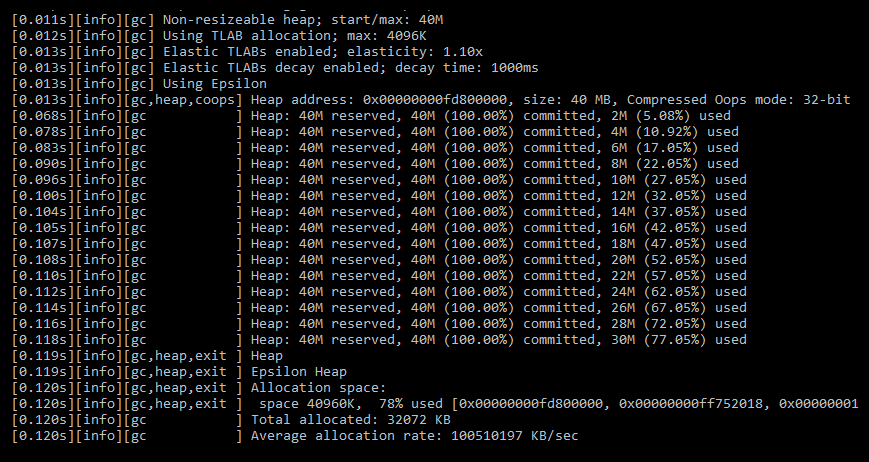 [0.011s][info][gc] Non-resizeable heap; start/max: 40M
[0.012s][info][gc] Using TLAB allocation; max: 4096K
[0.013s][info][gc] Elastic TLABs enabled; elasticity: 1.10x
[0.013s][info][gc] Elastic TLABs decay enabled; decay time: 1000ms
[0.013s][info][gc] Using Epsilon
[0.013s][info][gc,heap,coops] Heap address: 0x00000000fd800000, size: 40 MB, Compressed Oops mode: 32-bit
[0.068s][info][gc           ] Heap: 40M reserved, 40M (100.00%) committed, 2M (5.08%) used
[0.078s][info][gc           ] Heap: 40M reserved, 40M (100.00%) committed, 4M (10.92%) used
[0.083s][info][gc           ] Heap: 40M reserved, 40M (100.00%) committed, 6M (17.05%) used
[0.090s][info][gc           ] Heap: 40M reserved, 40M (100.00%) committed, 8M (22.05%) used
[0.096s][info][gc           ] Heap: 40M reserved, 40M (100.00%) committed, 10M (27.05%) used
[0.100s][info][gc           ] Heap: 40M reserved, 40M (100.00%) committed, 12M (32.05%) used
[0.104s][info][gc           ] Heap: 40M reserved, 40M (100.00%) committed, 14M (37.05%) used
[0.105s][info][gc           ] Heap: 40M reserved, 40M (100.00%) committed, 16M (42.05%) used
[0.107s][info][gc           ] Heap: 40M reserved, 40M (100.00%) committed, 18M (47.05%) used
[0.108s][info][gc           ] Heap: 40M reserved, 40M (100.00%) committed, 20M (52.05%) used
[0.110s][info][gc           ] Heap: 40M reserved, 40M (100.00%) committed, 22M (57.05%) used
[0.112s][info][gc           ] Heap: 40M reserved, 40M (100.00%) committed, 24M (62.05%) used
[0.114s][info][gc           ] Heap: 40M reserved, 40M (100.00%) committed, 26M (67.05%) used
[0.116s][info][gc           ] Heap: 40M reserved, 40M (100.00%) committed, 28M (72.05%) used
[0.118s][info][gc           ] Heap: 40M reserved, 40M (100.00%) committed, 30M (77.05%) used
[0.119s][info][gc,heap,exit ] Heap
[0.119s][info][gc,heap,exit ] Epsilon Heap
[0.120s][info][gc,heap,exit ] Allocation space:
[0.120s][info][gc,heap,exit ]  space 40960K,  78% used [0x00000000fd800000, 0x00000000ff752018, 0x00000001
[0.120s][info][gc           ] Total allocated: 32072 KB
[0.120s][info][gc           ] Average allocation rate: 100510197 KB/sec